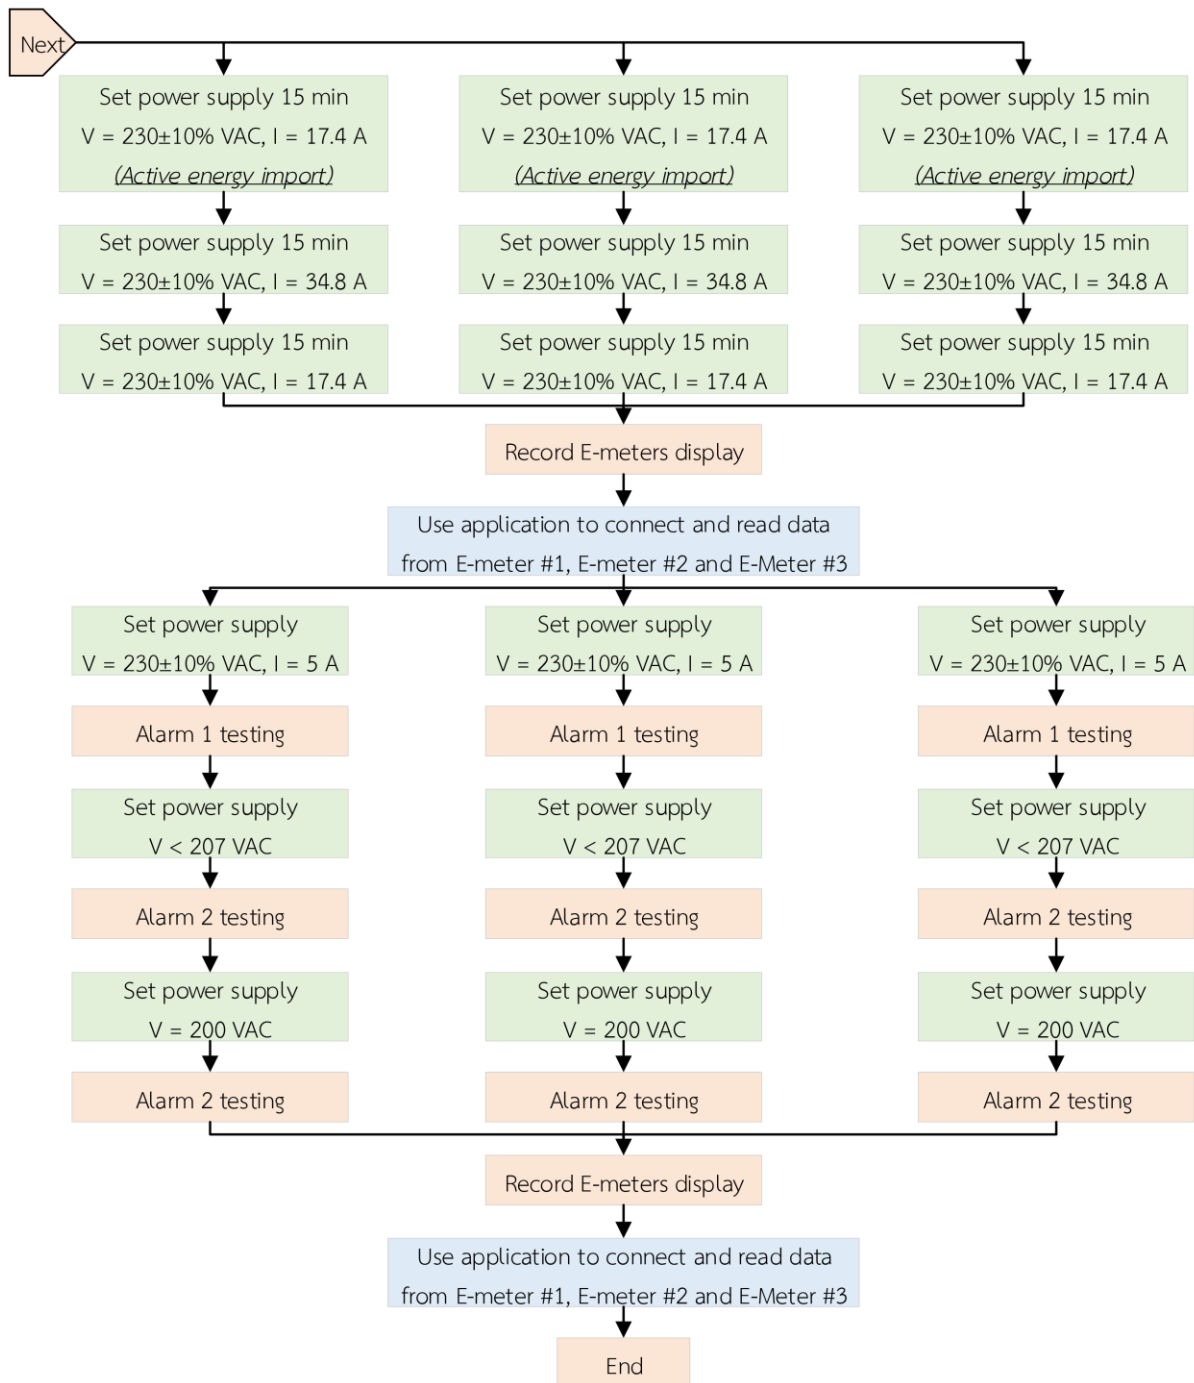 Next
Set power supply 15 min
V = 230±10% VAC, I = 17.4 A
(Active energy import)
Set power supply 15 min
V = 230±10% VAC, I = 17.4 A
(Active energy import)
Set power supply 15 min
V = 230±10% VAC, I = 17.4 A
(Active energy import)
Set power supply 15 min
V = 230±10% VAC, I = 34.8 A
Set power supply 15 min
V = 230±10% VAC, I = 34.8 A
Set power supply 15 min
V = 230±10% VAC, I = 34.8 A
Set power supply 15 min
V = 230±10% VAC, I = 17.4 A
Set power supply 15 min
V = 230±10% VAC, I = 17.4 A
Set power supply 15 min
V = 230±10% VAC, I = 17.4 A
Record E-meters display
Use application to connect and read data
from E-meter #1, E-meter #2 and E-Meter #3
Set power supply
V = 230±10% VAC, I = 5 A
Set power supply
V = 230±10% VAC, I = 5 A
Set power supply
V = 230±10% VAC, I = 5 A
Alarm 1 testing
Alarm 1 testing
Alarm 1 testing
Set power supply
V < 207 VAC
Set power supply
V < 207 VAC
Set power supply
V < 207 VAC
Alarm 2 testing
Alarm 2 testing
Alarm 2 testing
Set power supply
V = 200 VAC
Set power supply
V = 200 VAC
Set power supply
V = 200 VAC
Alarm 2 testing
Alarm 2 testing
Alarm 2 testing
Record E-meters display
Use application to connect and read data
from E-meter #1, E-meter #2 and E-Meter #3
End